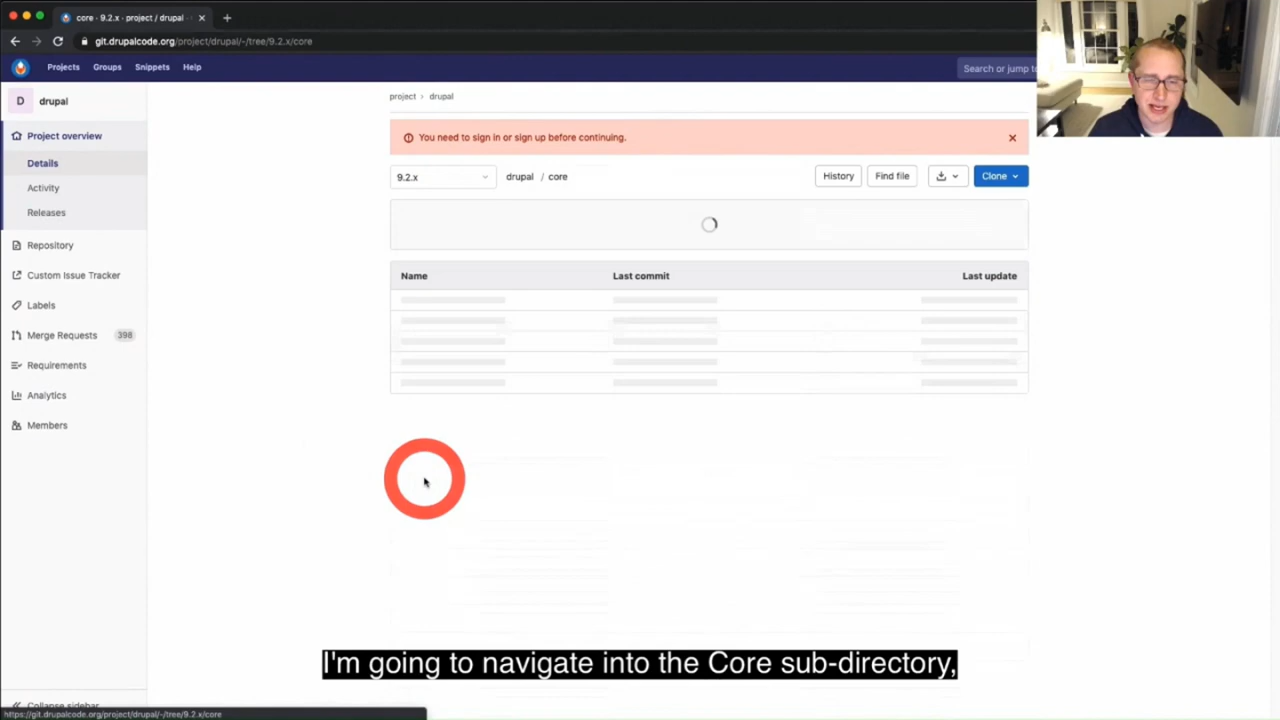 core · 9.2.x · project / drupal ·
git.drupalcode.org/project/drupal/-/tree/9.2.x/core
Projects Groups Snippets Help
Search or jump to
D drupal
project › drupal
Project overview
You need to sign in or sign up before continuing.
Details
9.2.x drupal / core History Find file Clone
Activity
Releases
Repository
Name Last commit Last update
Custom Issue Tracker
Labels
Merge Requests 398
Requirements
Analytics
Members
I'm going to navigate into the Core sub-directory,
Collapse sidebar
https://git.drupalcode.org/project/drupal/-/tree/9.2.x/core